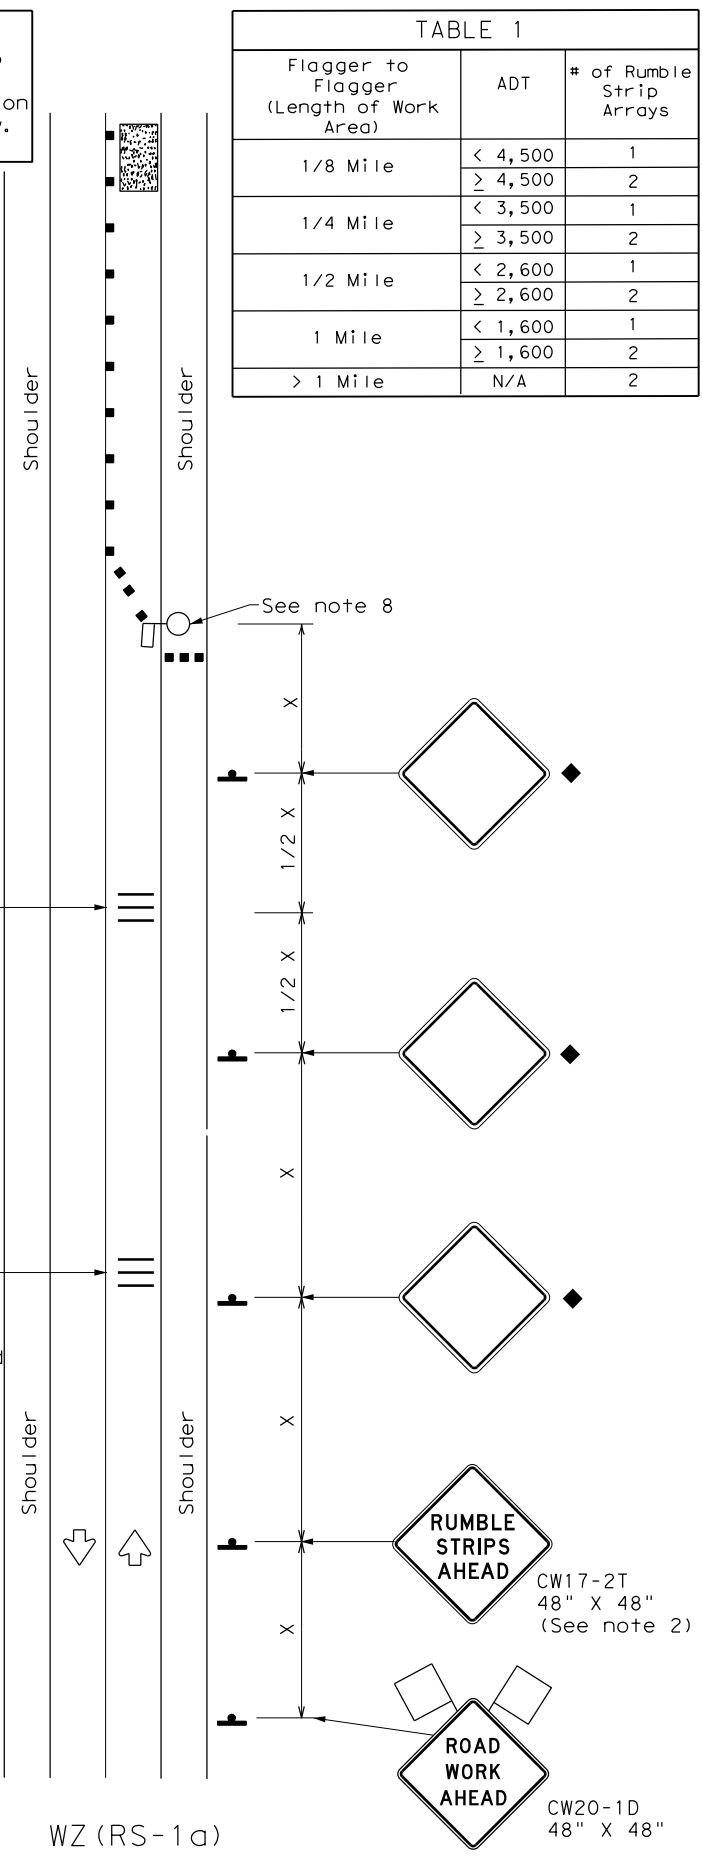 TABLE 1
Flagger to
Flagger
(Length of Work
Area)
ADT
# of Rumble
Strip
Arrays
1/8 Mile
< 4,500
1
≥ 4,500
2
1/4 Mile
< 3,500
1
≥ 3,500
2
1/2 Mile
< 2,600
1
≥ 2,600
2
1 Mile
< 1,600
1
≥ 1,600
2
> 1 Mile
N/A
2
on
Shoulder
Shoulder
See note 8
X
1/2 X
1/2 X
X
X
X
Shoulder
Shoulder
RUMBLE
STRIPS
AHEAD
CW17-2T
48" X 48"
(See note 2)
ROAD
WORK
AHEAD
CW20-1D
48" X 48"
WZ(RS-1a)